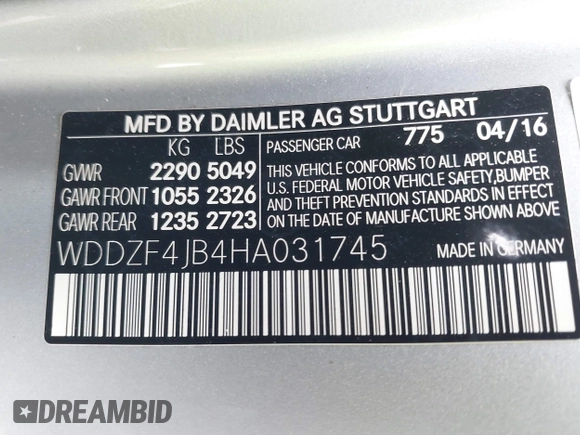 MFD BY DAIMLER AG STUTTGART
KG LBS PASSENGER CAR 775 04/16
GVWR 2290 5049 THIS VEHICLE CONFORMS TO ALL APPLICABLE
GAWR FRONT 1055 2326 U.S. FEDERAL MOTOR VEHICLE SAFETY, BUMPER
GAWR REAR 1235 2723 AND THEFT PREVENTION STANDARDS IN EFFECT
ON THE DATE OF MANUFACTURE SHOWN ABOVE.
WDDZF4JB4HA031745 MADE IN GERMANY
DREAMBID